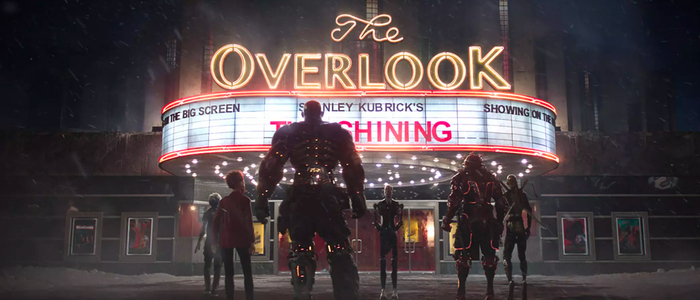 The
OVERLOOK
THE BIG SCREEN STANLEY KUBRICK'S SHOWING ON THE
THE SHINING